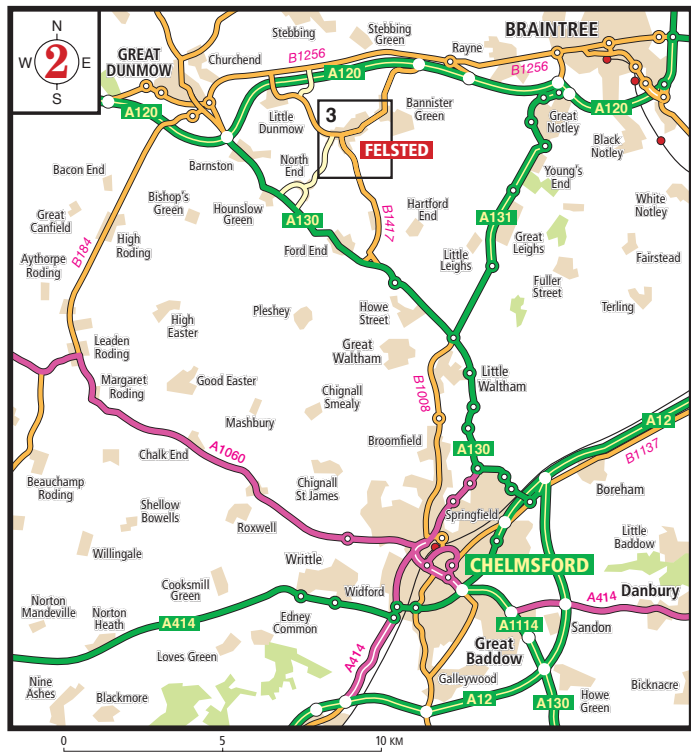 N
W 2 E
S
Stebbing
Stebbing
Green
BRAINTREE
GREAT
DUNMOW
Churchend
B1256
Rayne
A120
B1256
A120
A120
Little
Dunmow
3
Bannister
Green
Great
Notley
Black
Notley
FELSTED
North
End
Barnston
Bacon End
Young's
End
Bishop's
Green
Hounslow
Green
A130
B1417
Hartford
End
A131
White
Notley
Great
Canfield
B184
High
Roding
Ford End
Great
Leighs
Little
Leighs
Fairstead
Aythorpe
Roding
Fuller
Street
Terling
Pleshey
Howe
Street
High
Easter
Leaden
Roding
Great
Waltham
Little
Waltham
Margaret
Roding
Good Easter
Chignall
Smealy
B1008
Mashbury
A12
A1060
Broomfield
A130
B1137
Chalk End
Beauchamp
Roding
Chignall
St James
Boreham
Shellow
Bowells
Springfield
Roxwell
Little
Baddow
Willingale
Writtle
CHELMSFORD
Cooksmill
Green
Widford
A414
Danbury
Norton
Mandeville
Norton
Heath
A414
Edney
Common
A1114
Sandon
A414
Great
Baddow
Loves Green
Galleywood
Nine
Ashes
Blackmore
A12
A130
Howe
Green
Bicknacre
0 5 10 KM